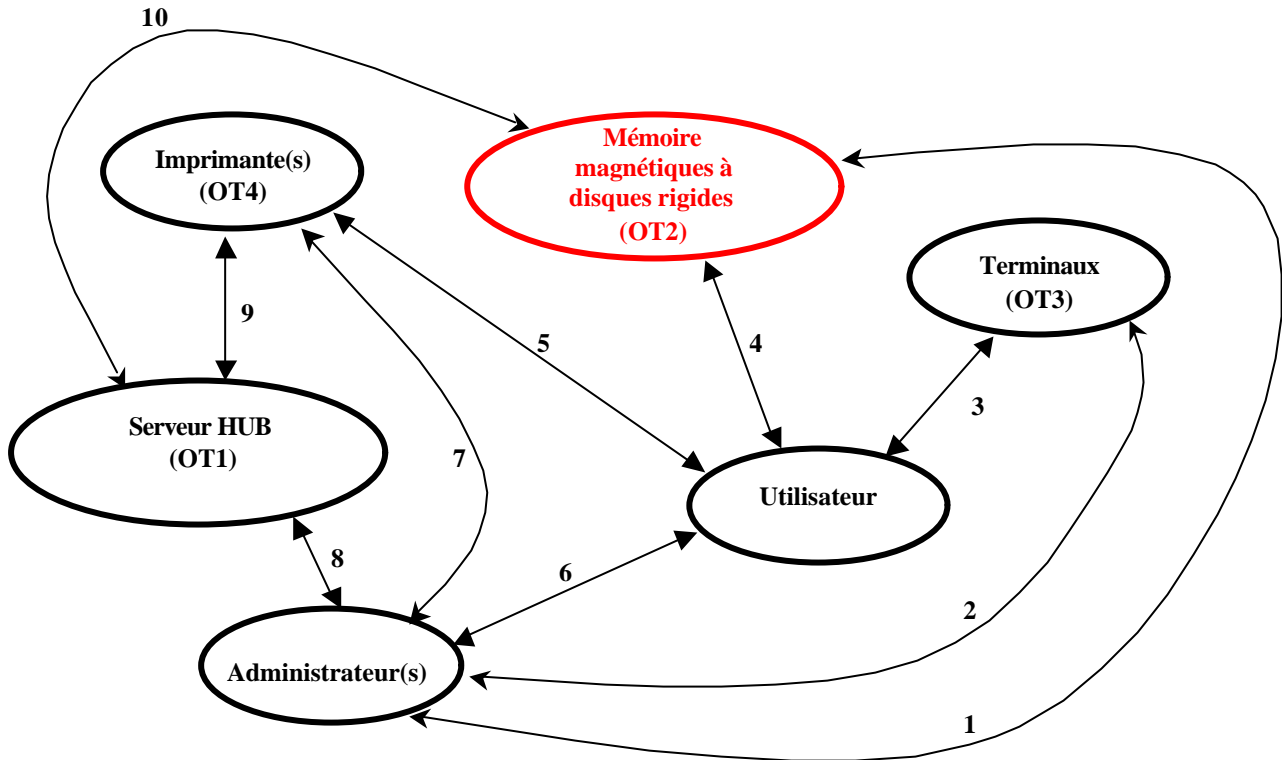 10
Imprimante(s)
(OT4)
Mémoire
magnétiques à
disques rigides
(OT2)
Terminaux
(OT3)
9
5
4
3
Serveur HUB
(OT1)
7
Utilisateur
8
6
2
Administrateur(s)
1